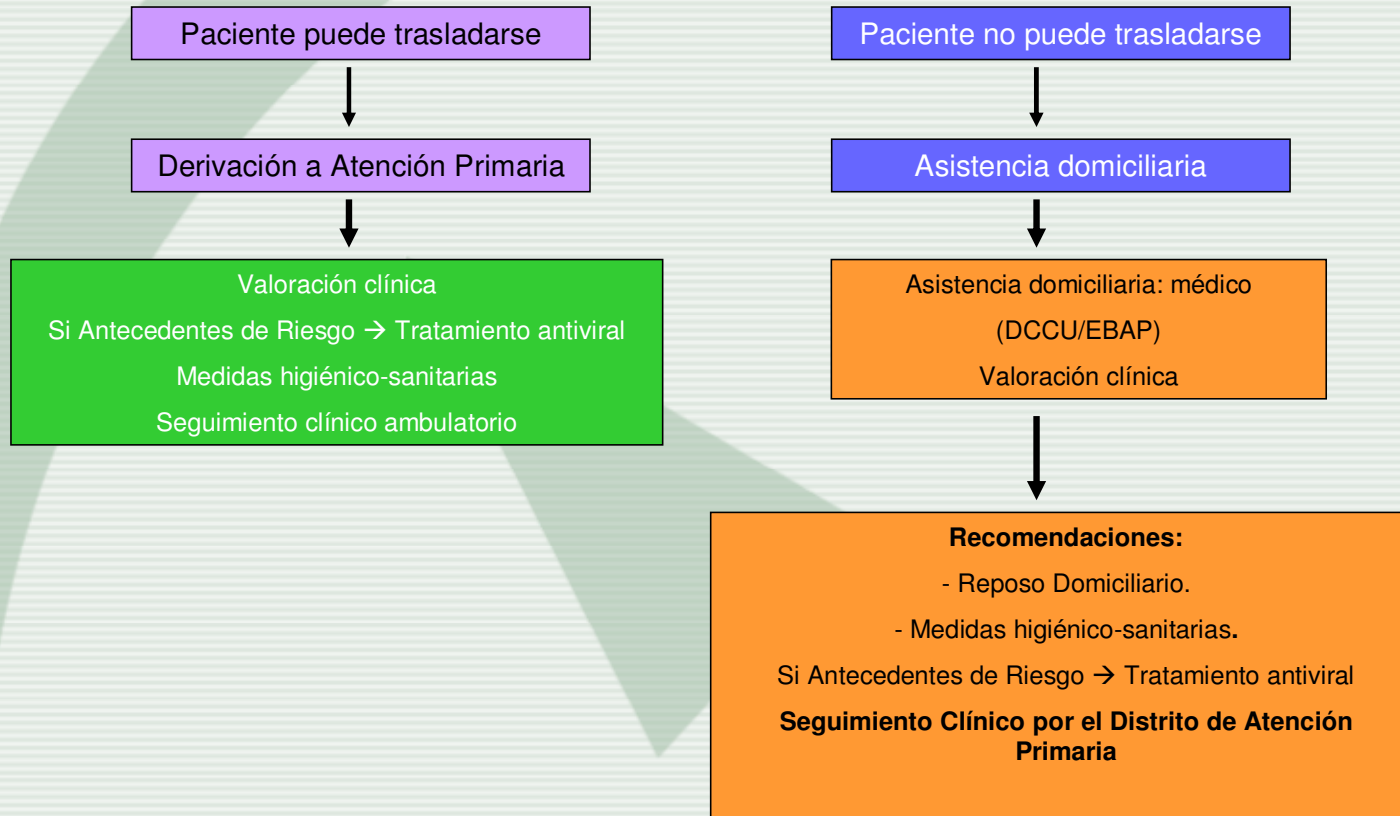 Paciente puede trasladarse
Derivación a Atención Primaria
Valoración clínica
Si Antecedentes de Riesgo → Tratamiento antiviral
Medidas higiénico-sanitarias
Seguimiento clínico ambulatorio
Paciente no puede trasladarse
Asistencia domiciliaria
Asistencia domiciliaria: médico
(DCCU/EBAP)
Valoración clínica
Recomendaciones:
- Reposo Domiciliario.
- Medidas higiénico-sanitarias.
Si Antecedentes de Riesgo → Tratamiento antiviral
Seguimiento Clínico por el Distrito de Atención
Primaria